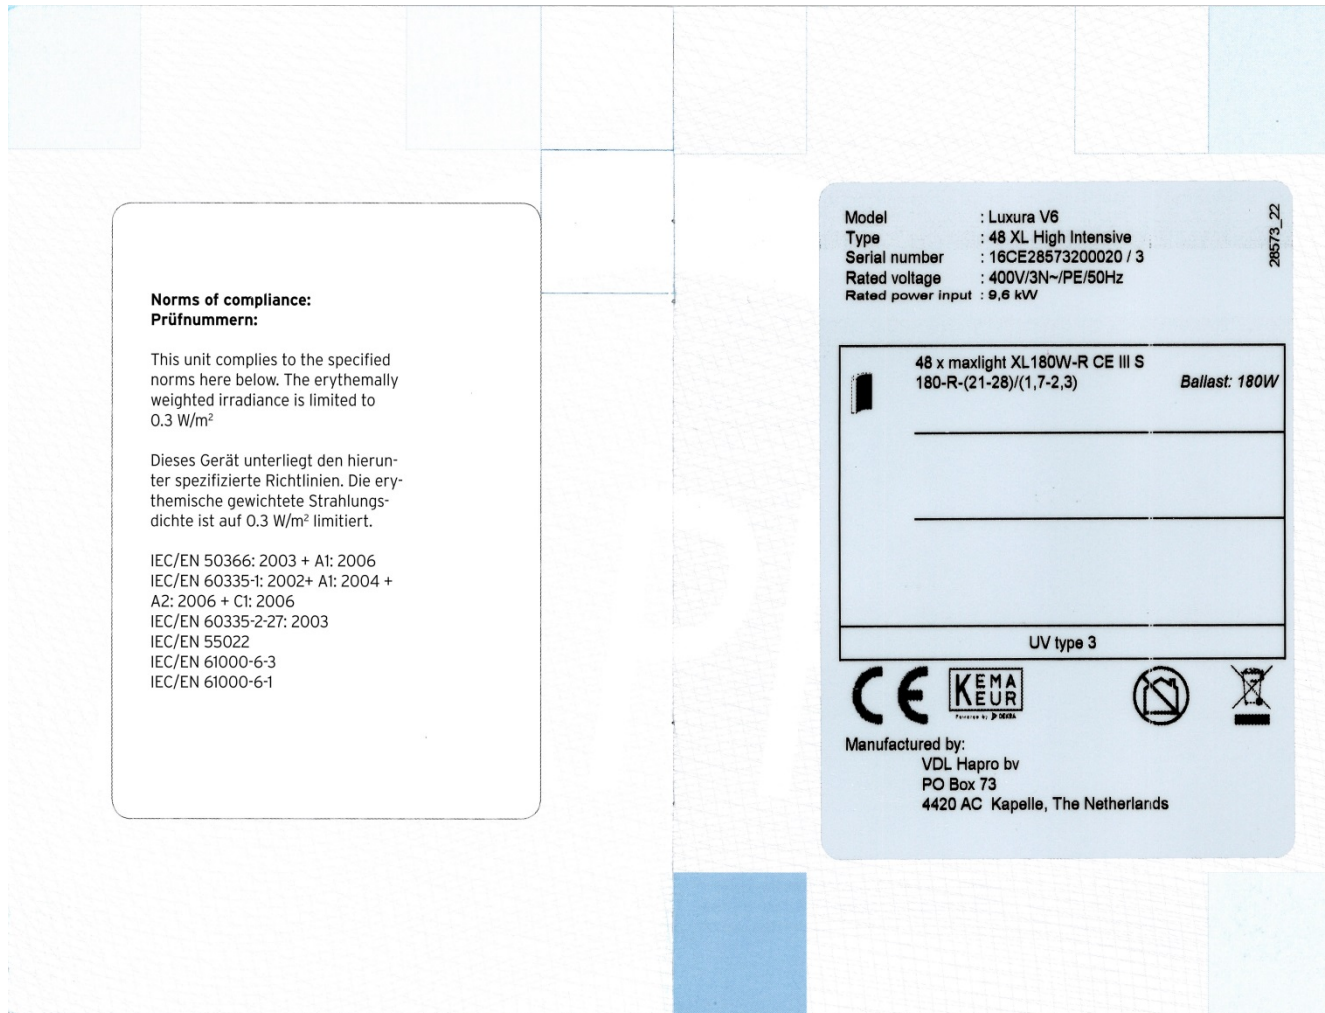 Norms of compliance:
Prüfnummern:
This unit complies to the specified
norms here below. The erythemally
weighted irradiance is limited to
0.3 W/m²
Dieses Gerät unterliegt den hierun-
ter spezifizierte Richtlinien. Die ery-
themische gewichtete Strahlungs-
dichte ist auf 0.3 W/m² limitiert.
IEC/EN 50366: 2003 + A1: 2006
IEC/EN 60335-1: 2002+ A1: 2004 +
A2: 2006 + C1: 2006
IEC/EN 60335-2-27: 2003
IEC/EN 55022
IEC/EN 61000-6-3
IEC/EN 61000-6-1
Model : Luxura V6
Type : 48 XL High Intensive
Serial number : 16CE28573200020 / 3
Rated voltage : 400V/3N~/PE/50Hz
Rated power input : 9,6 kW
28573_22
48 x maxlight XL180W-R CE III S
180-R-(21-28)/(1,7-2,3) Ballast: 180W
UV type 3
CE
KEMA
KEUR
Powered by DEKRA
Manufactured by:
VDL Hapro bv
PO Box 73
4420 AC Kapelle, The Netherlands